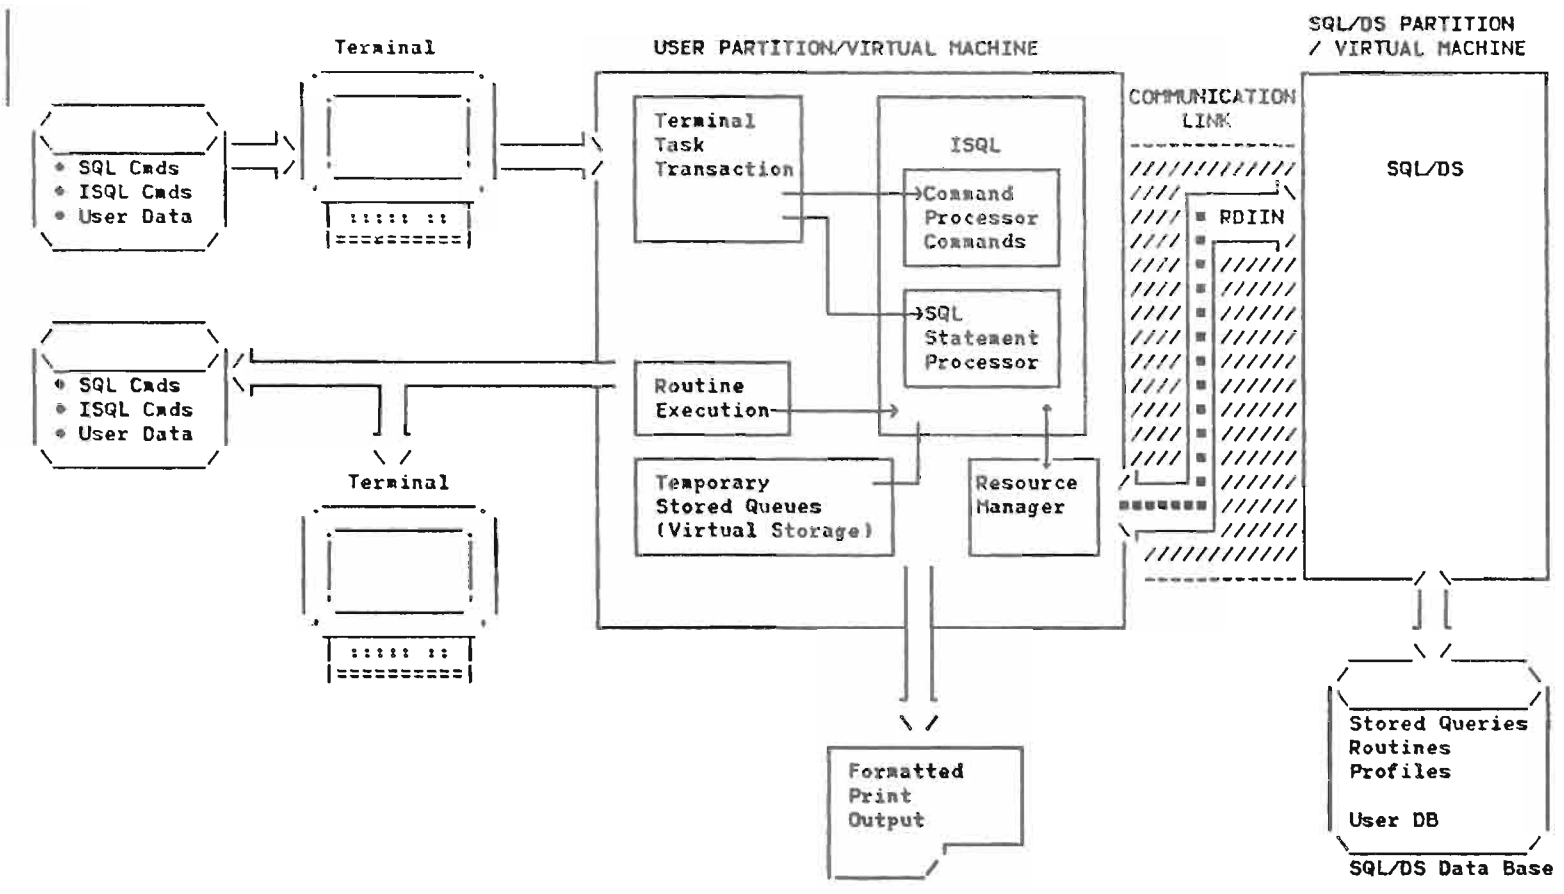 SQL/DS PARTITION
/ VIRTUAL MACHINE
Terminal
USER PARTITION/VIRTUAL MACHINE
COMMUNICATION
LINK
SQL Cmds
ISQL Cmds
User Data
Terminal
Task
Transaction
ISQL
Command
Processor
Commands
SQL
Statement
Processor
RDIIN
SQL/DS
SQL Cmds
ISQL Cmds
User Data
Routine
Execution
Terminal
Temporary
Stored Queues
(Virtual Storage)
Resource
Manager
Formatted
Print
Output
Stored Queries
Routines
Profiles
User DB
SQL/DS Data Base